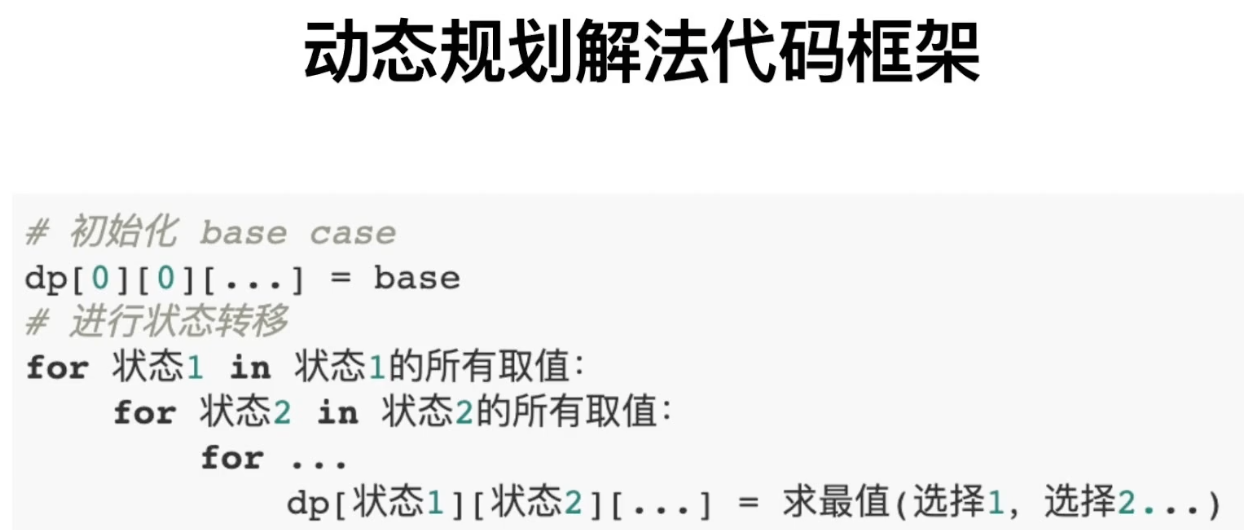 动态规划解法代码框架
# 初始化 base case
dp[0][0][...] = base
# 进行状态转移
for 状态1 in 状态1的所有取值：
    for 状态2 in 状态2的所有取值：
        for ...
            dp[状态1][状态2][...] = 求最值(选择1，选择2...)